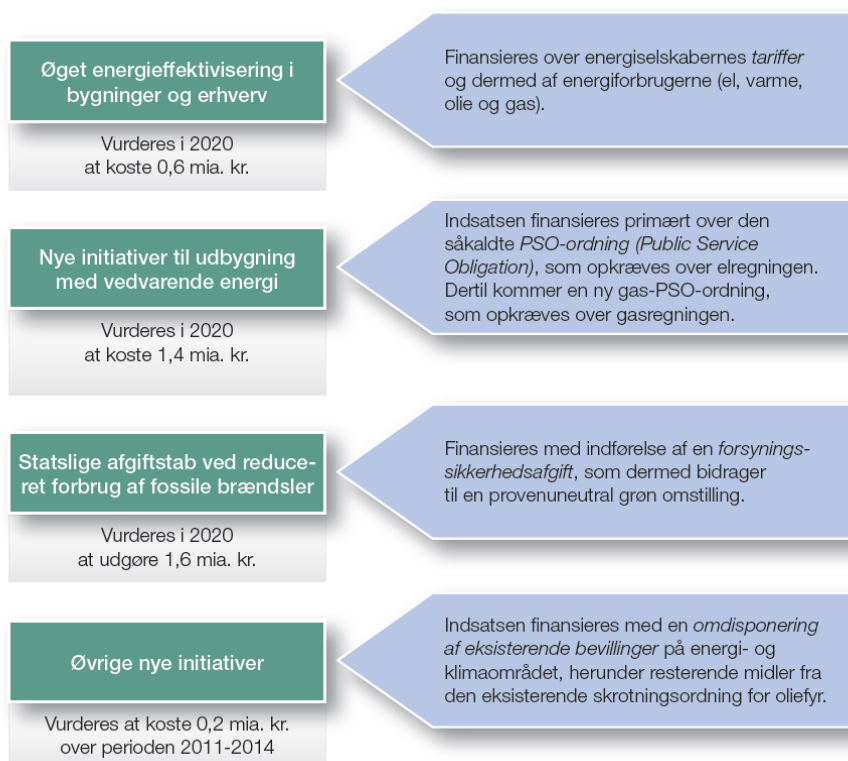 Øget energieffektivisering i
bygninger og erhverv
Vurderes i 2020
at koste 0,6 mia. kr.
Finansieres over energiselskabernes tariffer
og dermed af energiforbrugerne (el, varme,
olie og gas).
Nye initiativer til udbygning
med vedvarende energi
Vurderes i 2020
at koste 1,4 mia. kr.
Indsatsen finansieres primært over den
såkaldte PSO-ordning (Public Service
Obligation), som opkræves over elregningen.
Dertil kommer en ny gas-PSO-ordning,
som opkræves over gasregningen.
Statslige afgiftstab ved reduce-
ret forbrug af fossile brændsler
Vurderes i 2020
at udgøre 1,6 mia. kr.
Finansieres med indførelse af en forsynings-
sikkerhedsafgift, som dermed bidrager
til en provenuneutral grøn omstilling.
Øvrige nye initiativer
Vurderes at koste 0,2 mia. kr.
over perioden 2011-2014
Indsatsen finansieres med en omdisponering
af eksisterende bevillinger på energi- og
klimaområdet, herunder resterende midler fra
den eksisterende skrotningsordning for oliefyr.